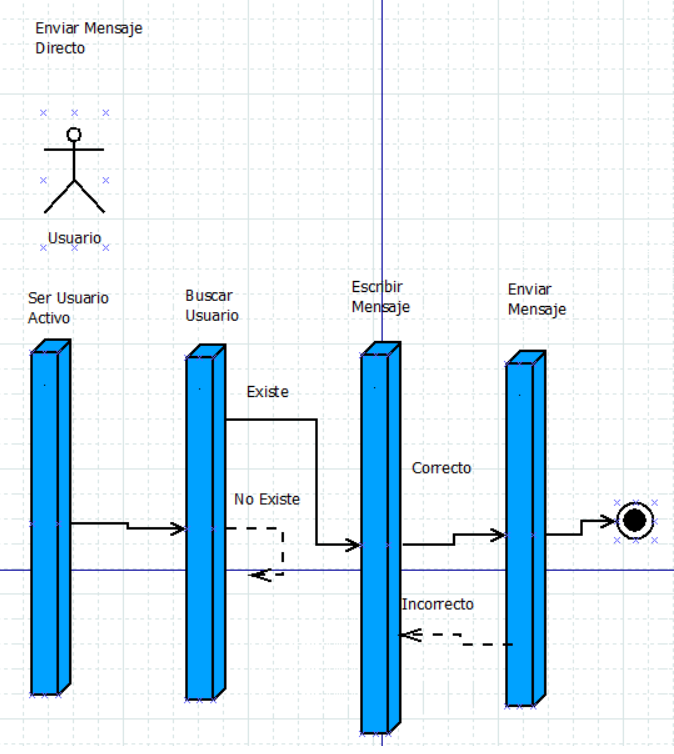 Enviar Mensaje
Directo
Usuario
Ser Usuario
Activo
Buscar
Usuario
Escribir
Mensaje
Enviar
Mensaje
Existe
Correcto
No Existe
Incorrecto